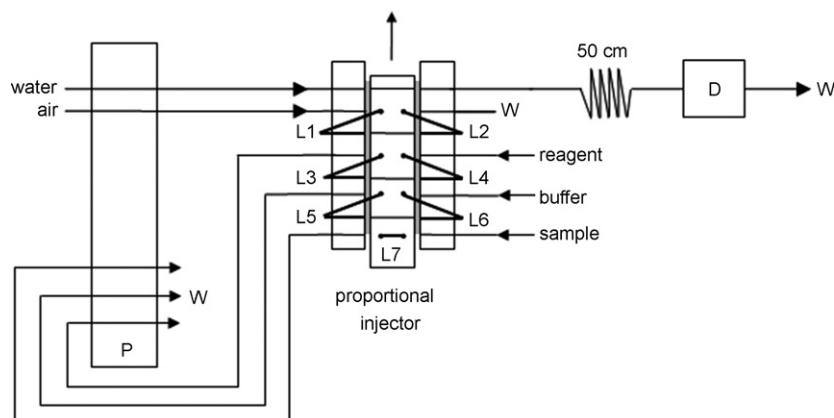 50 cm
water
D
W
air
W
L1
L2
reagent
L3
L4
buffer
L5
L6
sample
L7
W
proportional
injector
P